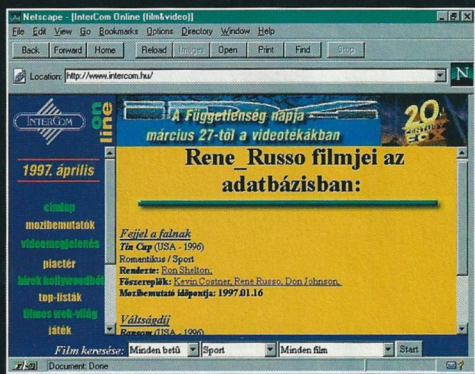 Netscape - [InterCom Online (film&video)]
File Edit View Go Bookmarks Options Directory Window Help
Back Forward Home Reload Images Open Print Find Stop
Location: http://www.intercom.hu/
N
INTERCOM
on
line
A Függetlenség napja
március 27-től a videotékákban
20
CENTURY
FOX
1997. április
címlap
mozibemutatók
videomegjelenés
piactér
hírek hollywoodból
top-listák
filmes web-világ
játék
Rene_Russo filmjei az
adatbázisban:
Fejjel a falnak
Tin Cup (USA - 1996)
Romantikus / Sport
Rendezte: Ron Shelton,
Főszereplők: Kevin Costner, Rene Russo, Don Johnson,
Mozibemutató időpontja: 1997.01.16
Váltságdíj
Ransom (USA - 1996)
Film keresése: Minden betű Sport Minden film Start
Document: Done